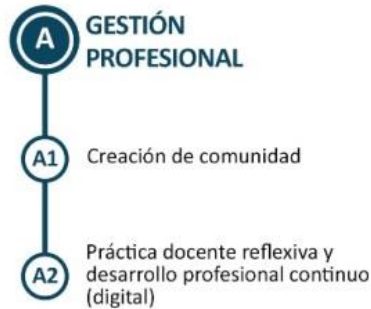 A
GESTIÓN
PROFESIONAL
A1
Creación de comunidad
A2
Práctica docente reflexiva y
desarrollo profesional continuo
(digital)